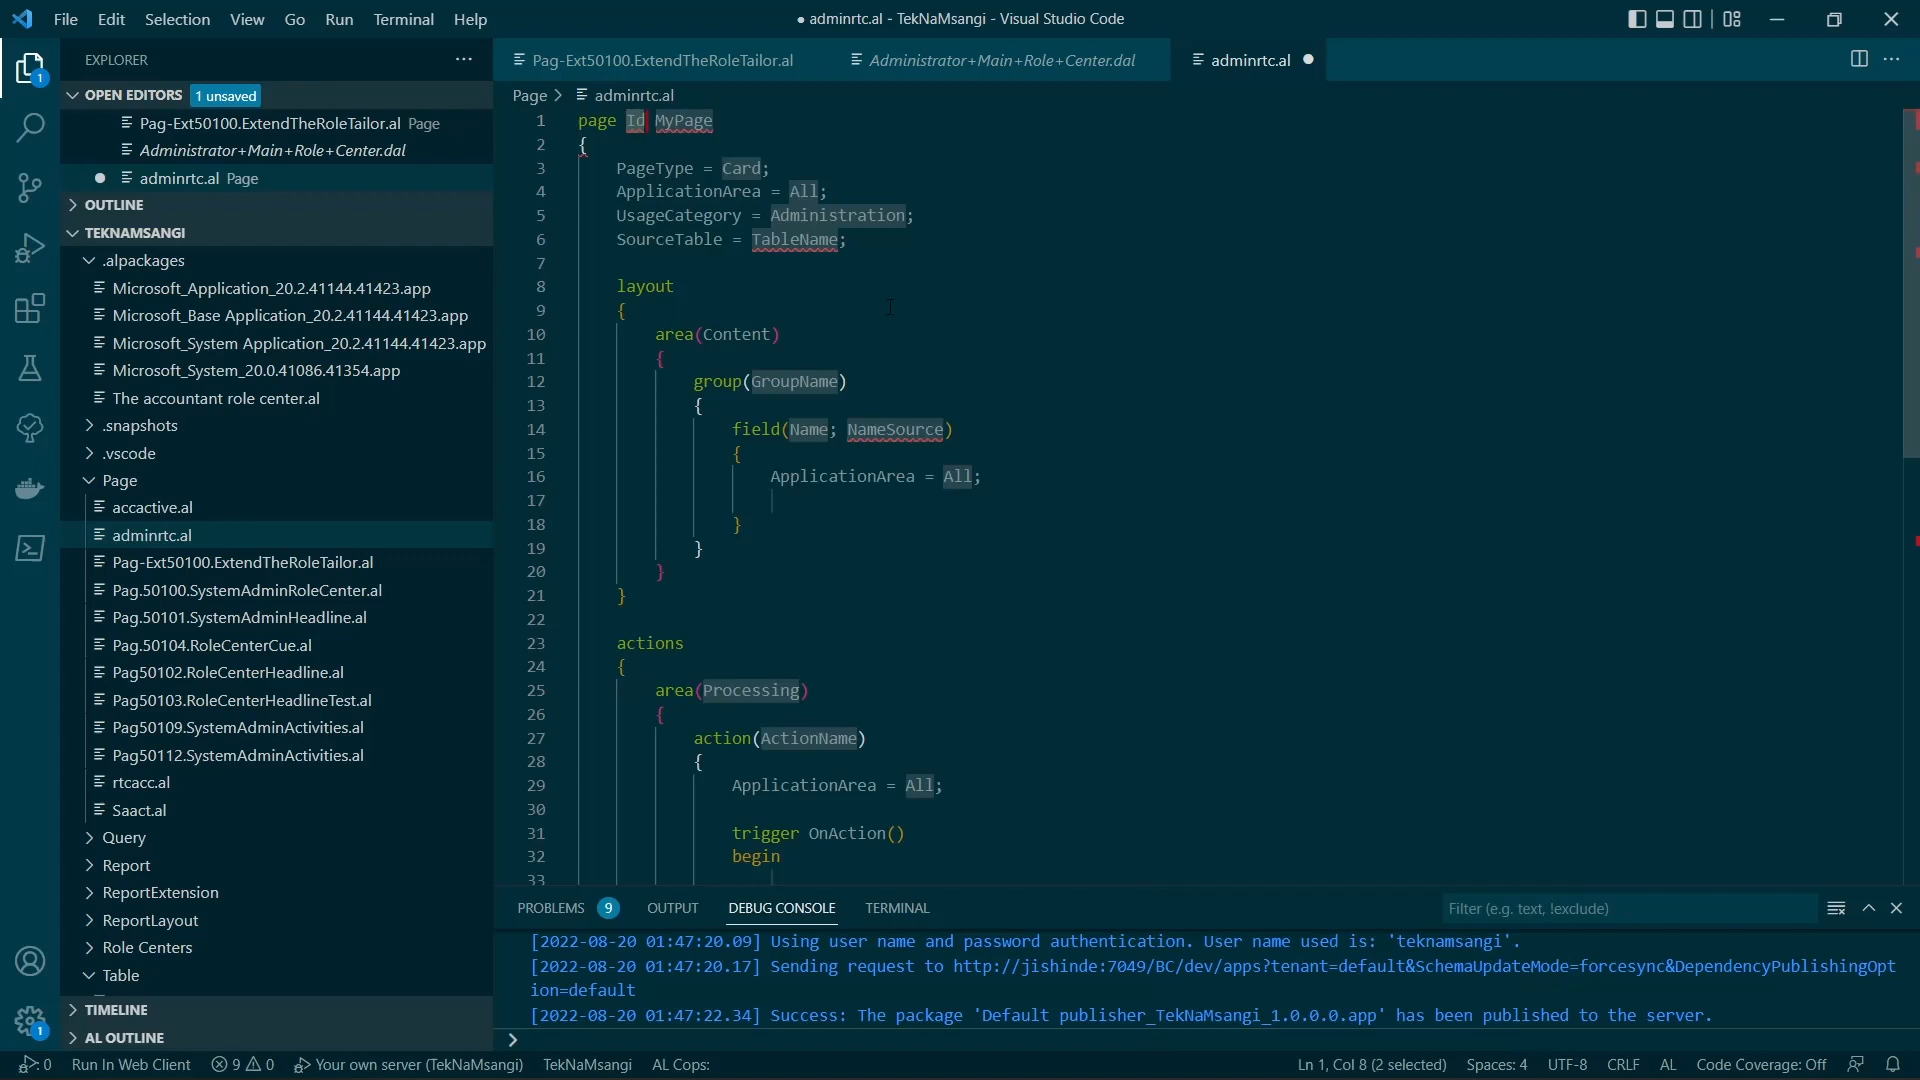 File Edit Selection View Go Run Terminal Help
● adminrtc.al - TekNaMsangi - Visual Studio Code
EXPLORER
OPEN EDITORS 1 unsaved
Pag-Ext50100.ExtendTheRoleTailor.al Page
Administrator+Main+Role+Center.dal
adminrtc.al Page
OUTLINE
TEKNAMSANGI
.alpackages
Microsoft_Application_20.2.41144.41423.app
Microsoft_Base Application_20.2.41144.41423.app
Microsoft_System Application_20.2.41144.41423.app
Microsoft_System_20.0.41086.41354.app
The accountant role center.al
.snapshots
.vscode
Page
accactive.al
adminrtc.al
Pag-Ext50100.ExtendTheRoleTailor.al
Pag.50100.SystemAdminRoleCenter.al
Pag.50101.SystemAdminHeadline.al
Pag.50104.RoleCenterCue.al
Pag50102.RoleCenterHeadline.al
Pag50103.RoleCenterHeadlineTest.al
Pag50109.SystemAdminActivities.al
Pag50112.SystemAdminActivities.al
rtcacc.al
Saact.al
Query
Report
ReportExtension
ReportLayout
Role Centers
Table
TIMELINE
AL OUTLINE
1
1
Pag-Ext50100.ExtendTheRoleTailor.al Administrator+Main+Role+Center.dal adminrtc.al
Page > adminrtc.al
1 page Id MyPage
2 {
3 PageType = Card;
4 ApplicationArea = All;
5 UsageCategory = Administration;
6 SourceTable = TableName;
7
8 layout
9 {
10 area(Content)
11 {
12 group(GroupName)
13 {
14 field(Name; NameSource)
15 {
16 ApplicationArea = All;
17
18 }
19 }
20 }
21 }
22
23 actions
24 {
25 area(Processing)
26 {
27 action(ActionName)
28 {
29 ApplicationArea = All;
30
31 trigger OnAction()
32 begin
33
PROBLEMS 9 OUTPUT DEBUG CONSOLE TERMINAL Filter (e.g. text, !exclude)
[2022-08-20 01:47:20.09] Using user name and password authentication. User name used is: 'teknamsangi'.
[2022-08-20 01:47:20.17] Sending request to http://jishinde:7049/BC/dev/apps?tenant=default&SchemaUpdateMode=forcesync&DependencyPublishingOpt
ion=default
[2022-08-20 01:47:22.34] Success: The package 'Default publisher_TekNaMsangi_1.0.0.0.app' has been published to the server.
0 Run In Web Client 9 0 Your own server (TekNaMsangi) TekNaMsangi AL Cops: Ln 1, Col 8 (2 selected) Spaces: 4 UTF-8 CRLF AL Code Coverage: Off